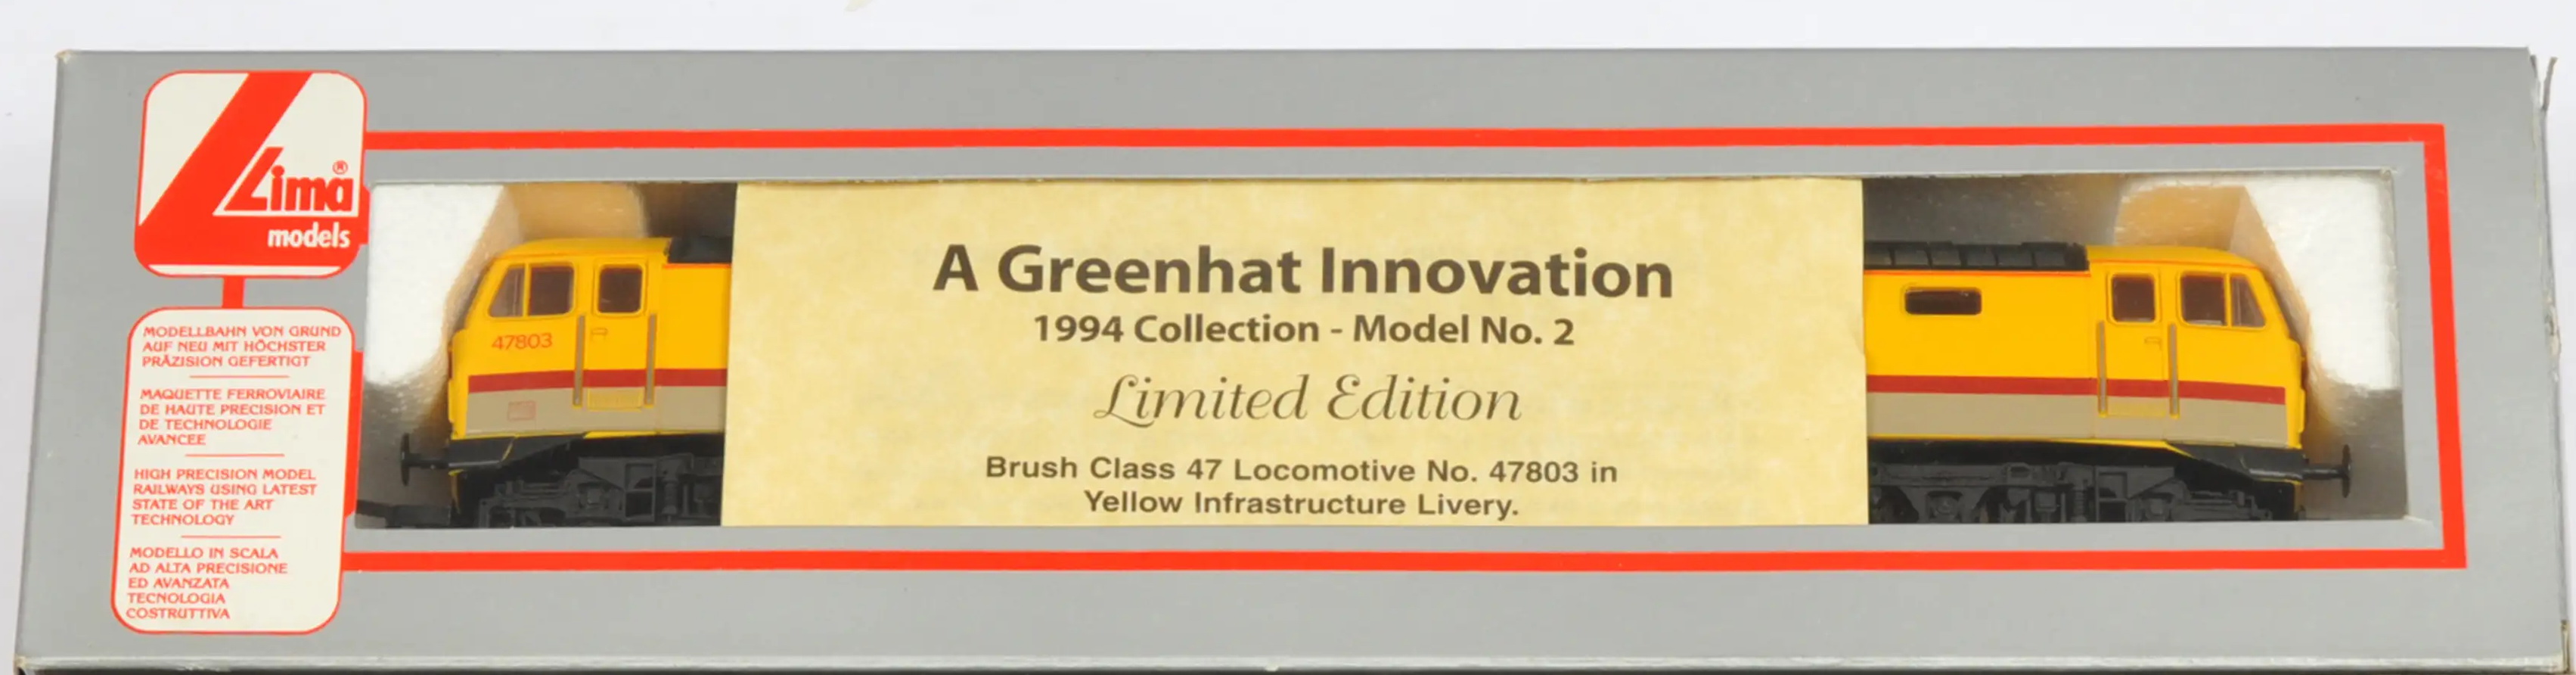 Lima®
models
MODELLBAHN VON GRUND
AUF NEU MIT HÖCHSTER
PRÄZISION GEFERTIGT
MAQUETTE FERROVIAIRE
DE HAUTE PRECISION ET
DE TECHNOLOGIE
AVANCEE
HIGH PRECISION MODEL
RAILWAYS USING LATEST
STATE OF THE ART
TECHNOLOGY
MODELLO IN SCALA
AD ALTA PRECISIONE
ED AVANZATA
TECNOLOGIA
COSTRUTTIVA
47803
A Greenhat Innovation
1994 Collection - Model No. 2
Limited Edition
Brush Class 47 Locomotive No. 47803 in
Yellow Infrastructure Livery.